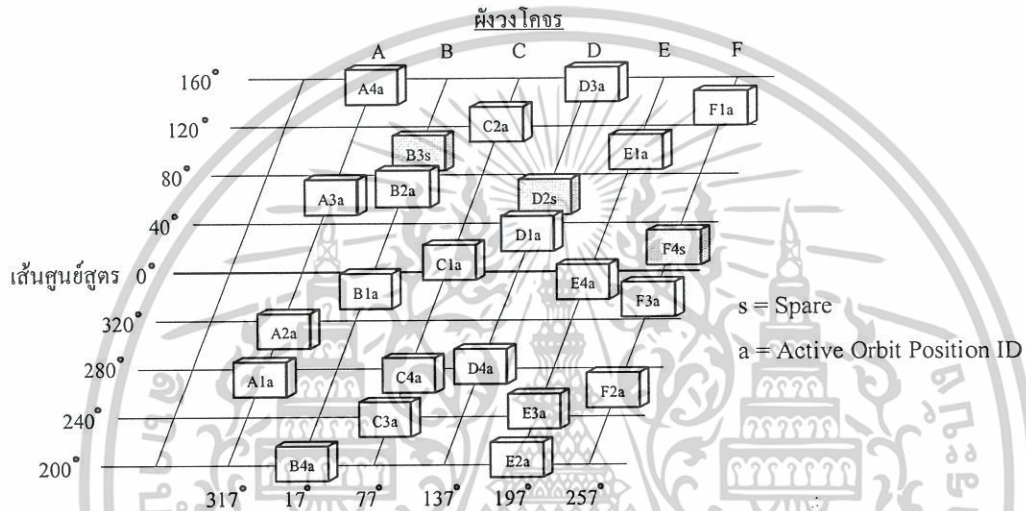 ผังวงโคจร
A B C D E F
160°
A4a D3a
F1a
120°
C2a
B3s E1a
80°
A3a B2a
D2s
40°
D1a
F4s
C1a
เส้นศูนย์สูตร 0°
B1a E4a
F3a
s = Spare
320°
A2a
a = Active Orbit Position ID
280°
A1a C4a D4a F2a
240°
C3a E3a
200°
B4a E2a
317° 17° 77° 137° 197° 257°